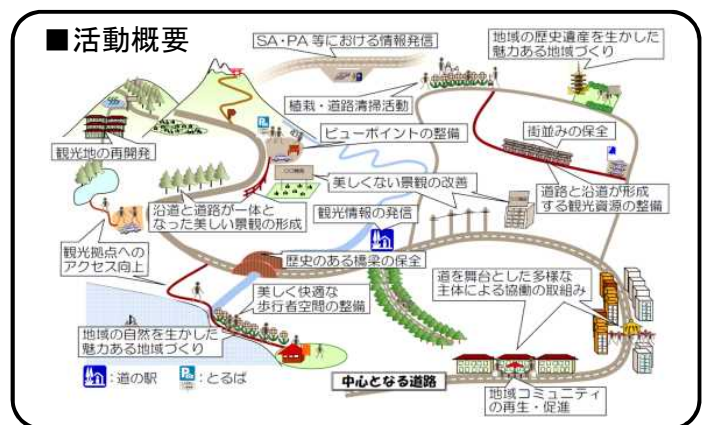 ■活動概要
SA・PA 等における情報発信
地域の歴史遺産を生かした
魅力ある地域づくり
植栽・道路清掃活動
ビューポイントの整備
街並みの保全
観光地の再開発
美しくない景観の改善
道路と沿道が形成
する観光資源の整備
沿道と道路が一体と
なった美しい景観の形成
観光情報の発信
観光拠点への
アクセス向上
歴史のある橋梁の保全
道を舞台とした多様な
主体による協働の取組み
美しく快適な
歩行者空間の整備
地域の自然を生かした
魅力ある地域づくり
:道の駅
:とるぱ
中心となる道路
地域コミュニティ
の再生・促進